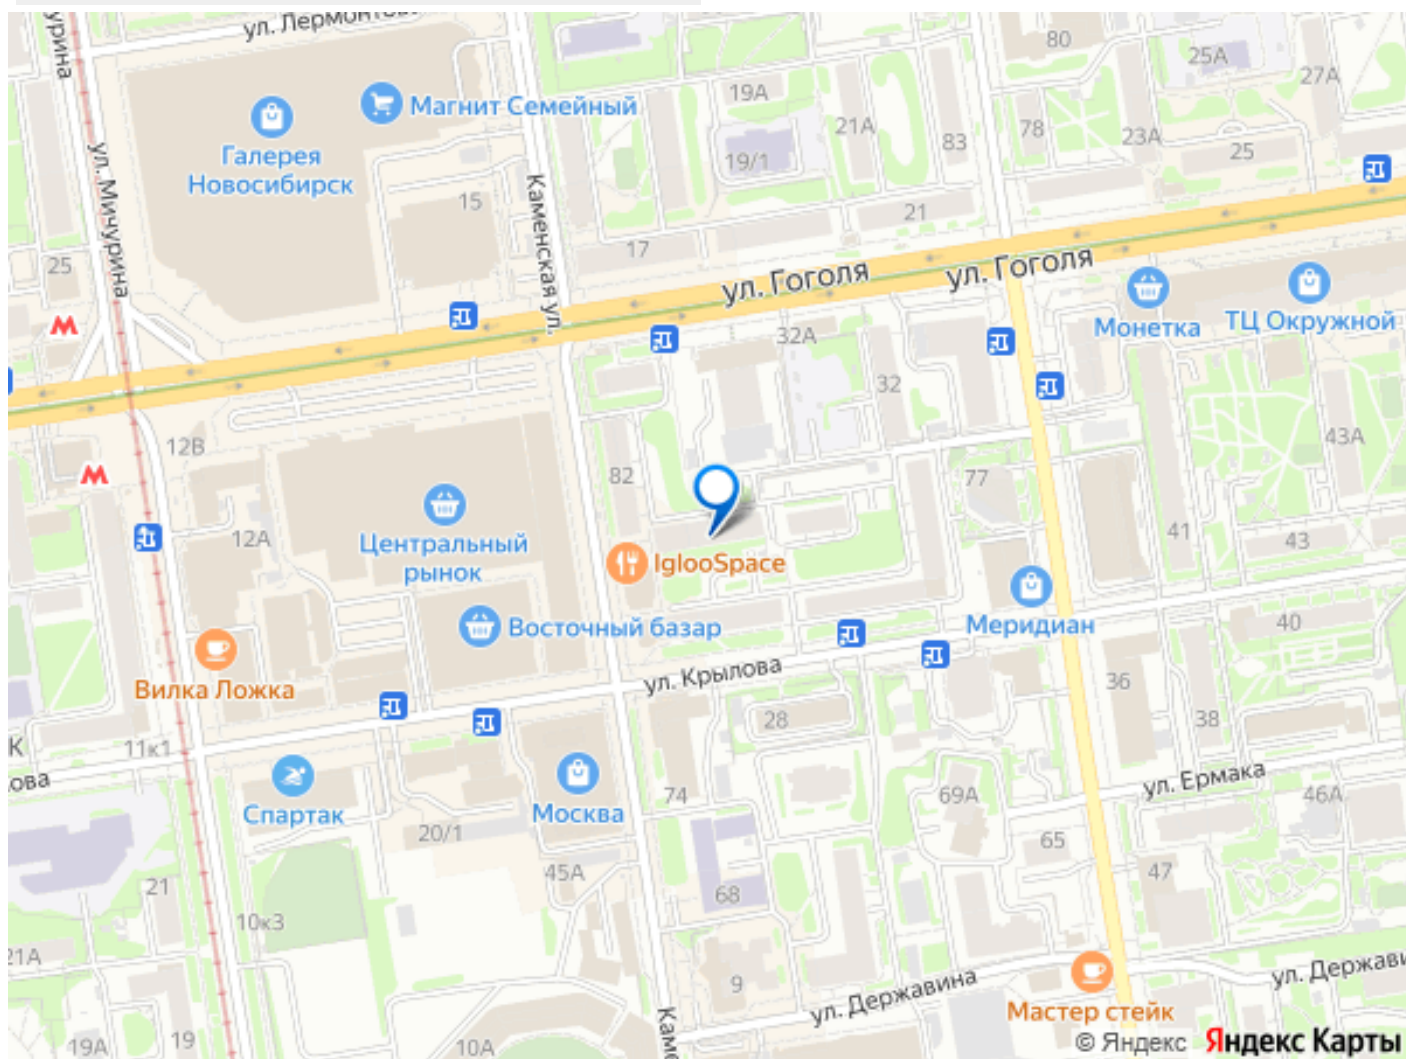 ул. Лермонтова
урина
80
25А
27А
Магнит Семейный
19А
21А
83
78
23А
25
Галерея
Новосибирск
19/1
ул. Мичурина
Каменская ул.
15
21
17
25
ул. Гоголя
ул. Гоголя
М
Монетка
ТЦ Окружной
32А
32
12В
43А
М
82
77
12А
Центральный
рынок
41
43
IglooSpace
Восточный базар
Меридиан
40
Вилка Ложка
ул. Крылова
36
28
38
К
11к1
ова
ул. Ермака
Спартак
Москва
74
69А
46А
20/1
65
45А
47
21
68
10к3
21А
9
ул. Державина
ул. Держави
Мастер стейк
Каме
19А
19
10А
© Яндекс Яндекс Карты